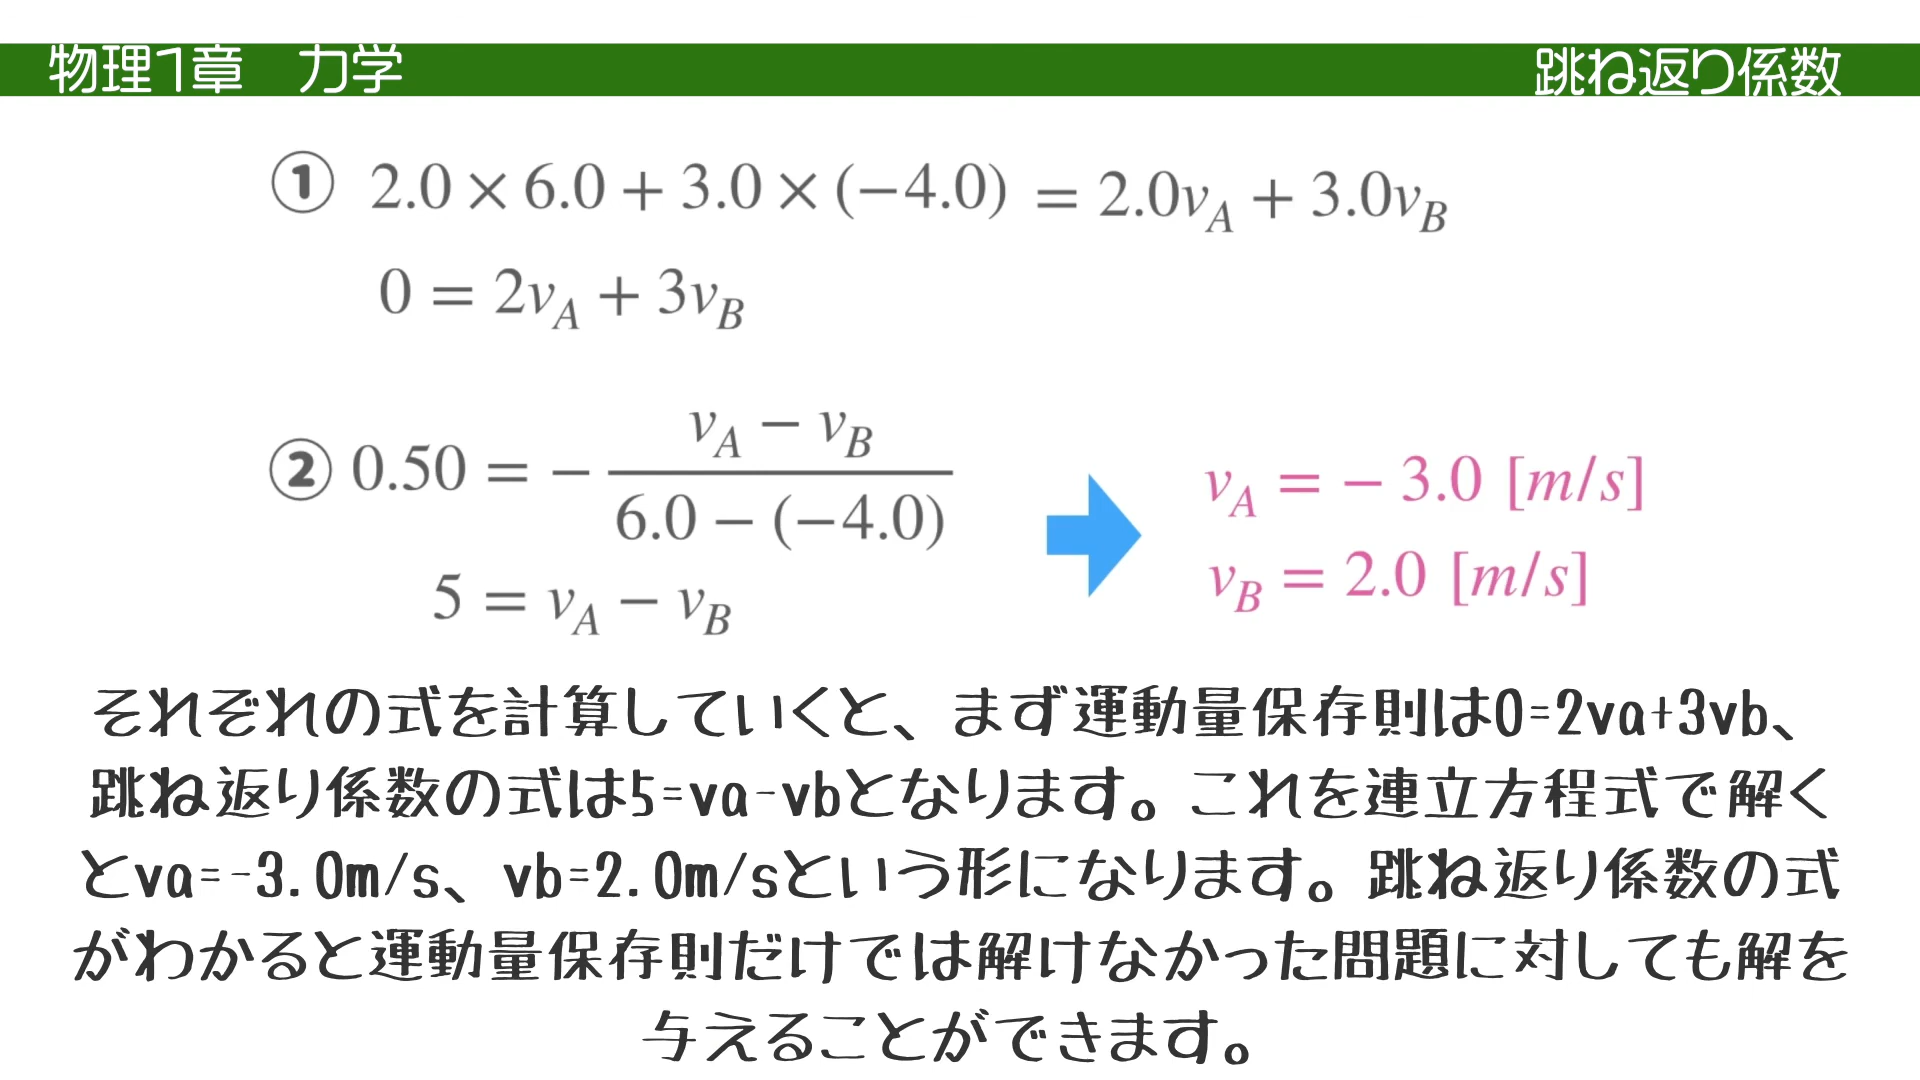 物理1章　力学
跳ね返り係数
① 2.0 × 6.0 + 3.0 × (−4.0) = 2.0v_A + 3.0v_B
0 = 2v_A + 3v_B
② 0.50 = − (v_A − v_B) / (6.0 − (−4.0))
5 = v_A − v_B
v_A = − 3.0 [m/s]
v_B = 2.0 [m/s]
それぞれの式を計算していくと、まず運動量保存則は0=2va+3vb、
跳ね返り係数の式は5=va-vbとなります。これを連立方程式で解く
とva=-3.0m/s、vb=2.0m/sという形になります。跳ね返り係数の式
がわかると運動量保存則だけでは解けなかった問題に対しても解を
与えることができます。